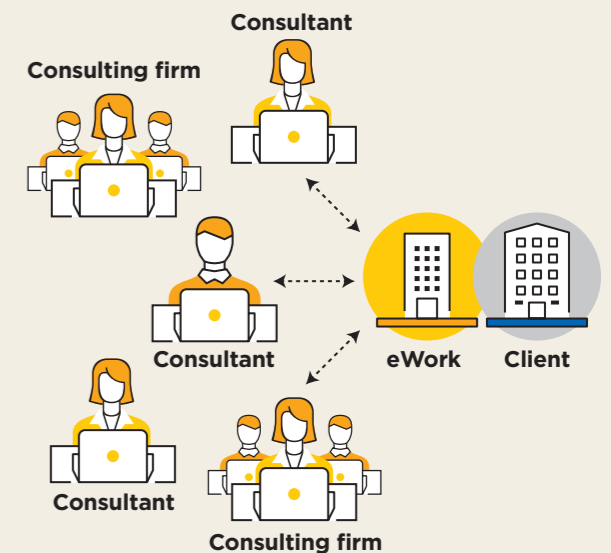 Consultant
Consulting firm
Consultant
eWork
Client
Consultant
Consulting firm